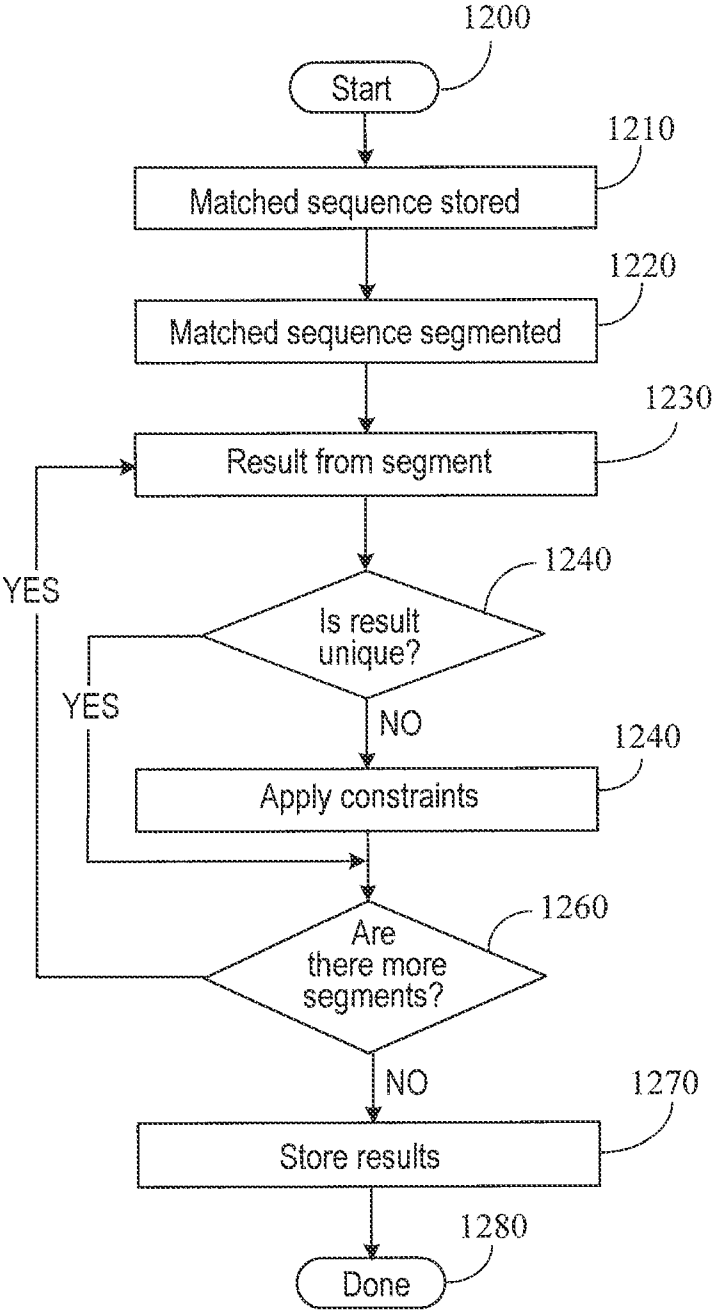 1200
Start
1210
Matched sequence stored
1220
Matched sequence segmented
1230
Result from segment
YES
1240
Is result
unique?
YES
NO
1240
Apply constraints
1260
Are
there more
segments?
NO
1270
Store results
1280
Done